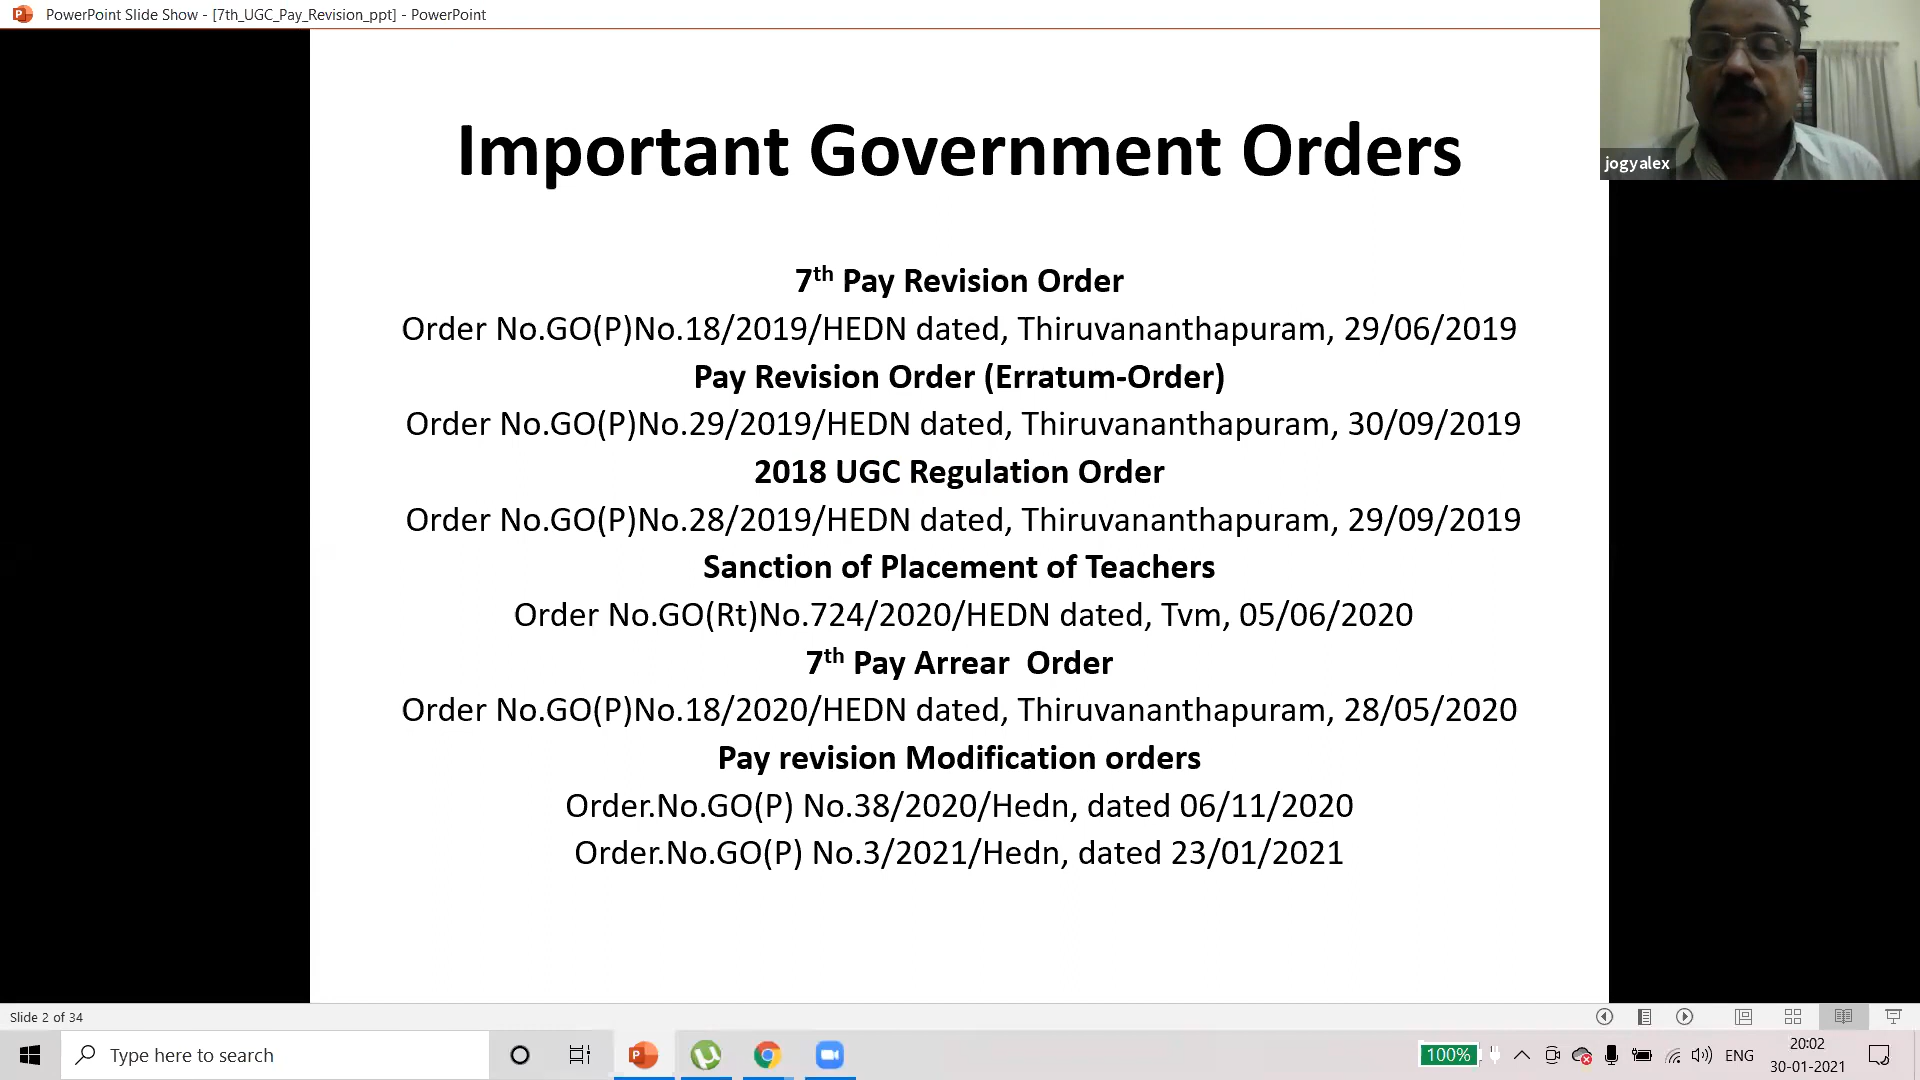 PowerPoint Slide Show - [7th_UGC_Pay_Revision_ppt] - PowerPoint
jogyalex
Important Government Orders
7th Pay Revision Order
Order No.GO(P)No.18/2019/HEDN dated, Thiruvananthapuram, 29/06/2019
Pay Revision Order (Erratum-Order)
Order No.GO(P)No.29/2019/HEDN dated, Thiruvananthapuram, 30/09/2019
2018 UGC Regulation Order
Order No.GO(P)No.28/2019/HEDN dated, Thiruvananthapuram, 29/09/2019
Sanction of Placement of Teachers
Order No.GO(Rt)No.724/2020/HEDN dated, Tvm, 05/06/2020
7th Pay Arrear  Order
Order No.GO(P)No.18/2020/HEDN dated, Thiruvananthapuram, 28/05/2020
Pay revision Modification orders
Order.No.GO(P) No.38/2020/Hedn, dated 06/11/2020
Order.No.GO(P) No.3/2021/Hedn, dated 23/01/2021
Slide 2 of 34
Type here to search
100%
ENG
20:02
30-01-2021